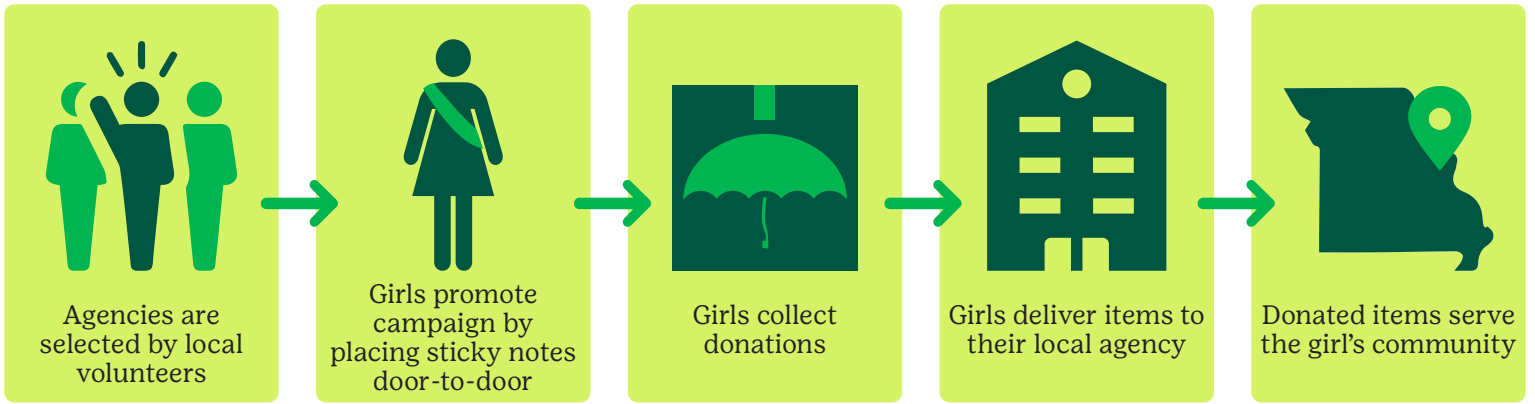 Agencies are
selected by local
volunteers
Girls promote
campaign by
placing sticky notes
door-to-door
Girls collect
donations
Girls deliver items to
their local agency
Donated items serve
the girl’s community